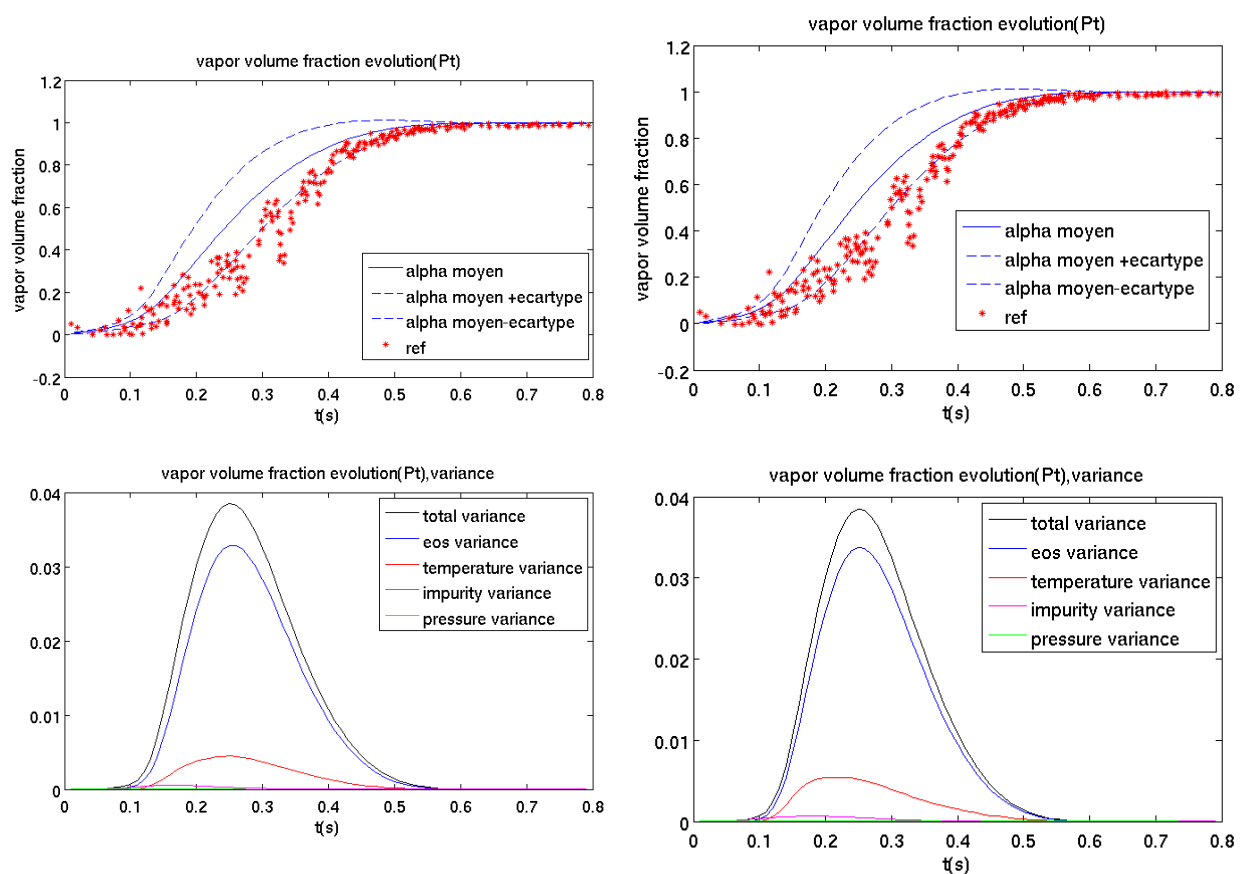 vapor volume fraction evolution(Pt)
1.2
1
0.8
0.6
0.4
0.2
0
-0.2
vapor volume fraction
alpha moyen
alpha moyen +ecartype
alpha moyen-ecartype
ref
0 0.1 0.2 0.3 0.4 0.5 0.6 0.7 0.8
t(s)
vapor volume fraction evolution(Pt)
1.2
1
0.8
0.6
0.4
0.2
0
-0.2
vapor volume fraction
alpha moyen
alpha moyen +ecartype
alpha moyen-ecartype
ref
0 0.1 0.2 0.3 0.4 0.5 0.6 0.7 0.8
t(s)
vapor volume fraction evolution(Pt),variance
0.04
0.03
0.02
0.01
0
total variance
eos variance
temperature variance
impurity variance
pressure variance
0 0.1 0.2 0.3 0.4 0.5 0.6 0.7 0.8
t(s)
vapor volume fraction evolution(Pt),variance
0.04
0.03
0.02
0.01
0
total variance
eos variance
temperature variance
impurity variance
pressure variance
0 0.1 0.2 0.3 0.4 0.5 0.6 0.7 0.8
t(s)